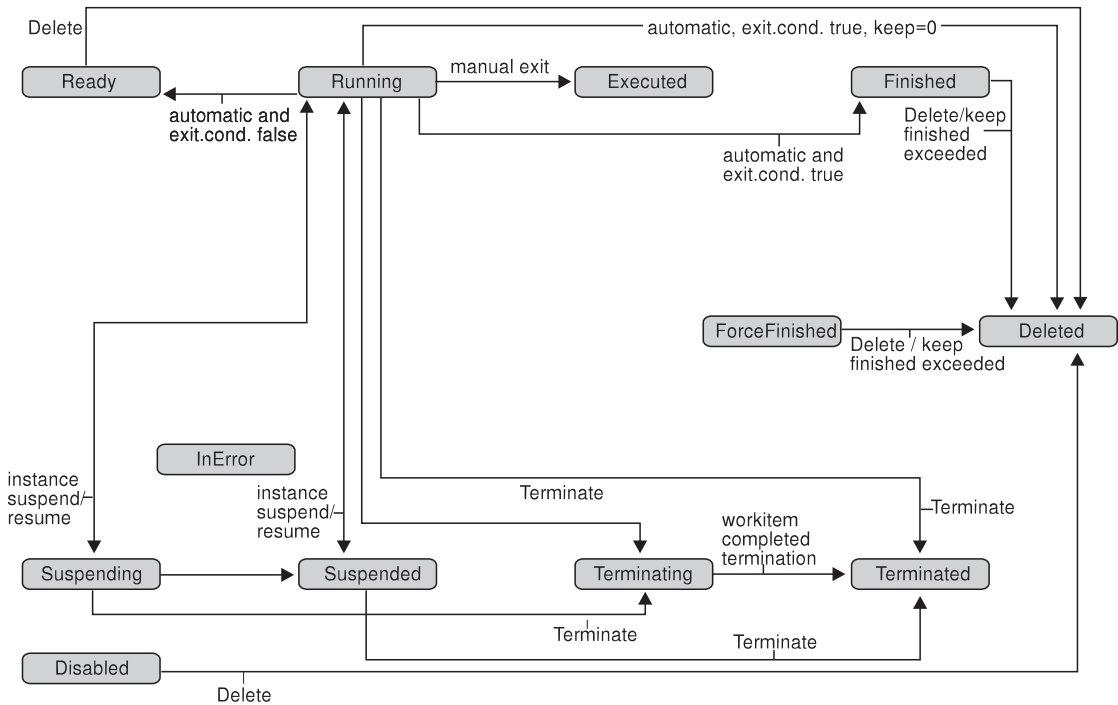 Delete
automatic, exit.cond. true, keep=0
Ready
Running
manual exit
Executed
Finished
automatic and
exit.cond. false
Delete/keep
finished
exceeded
automatic and
exit.cond. true
ForceFinished
Deleted
Delete / keep
finished exceeded
InError
instance
suspend/
resume
instance
suspend/
resume
Terminate
Terminate
workitem
completed
termination
Suspending
Suspended
Terminating
Terminated
Terminate
Terminate
Disabled
Delete